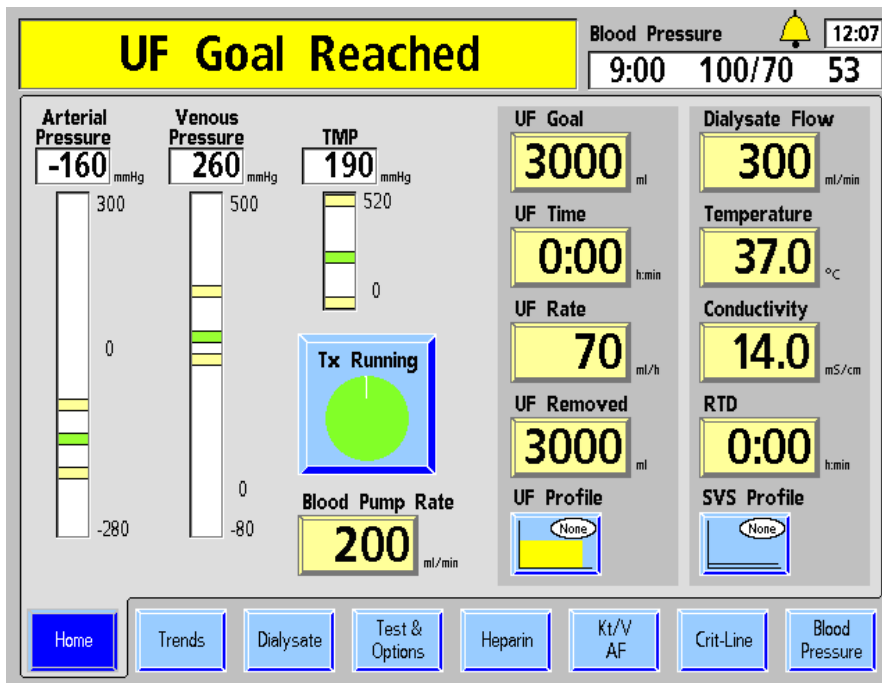 UF Goal Reached
Blood Pressure
12:07
9:00 100/70 53
Arterial
Pressure
-160 mmHg
300
0
-280
Venous
Pressure
260 mmHg
500
0
-80
TMP
190 mmHg
520
0
Tx Running
Blood Pump Rate
200 ml/min
UF Goal
3000 ml
UF Time
0:00 h:min
UF Rate
70 ml/h
UF Removed
3000 ml
UF Profile
None
Dialysate Flow
300 ml/min
Temperature
37.0 °C
Conductivity
14.0 mS/cm
RTD
0:00 h:min
SVS Profile
None
Home
Trends
Dialysate
Test &
Options
Heparin
Kt/V
AF
Crit-Line
Blood
Pressure